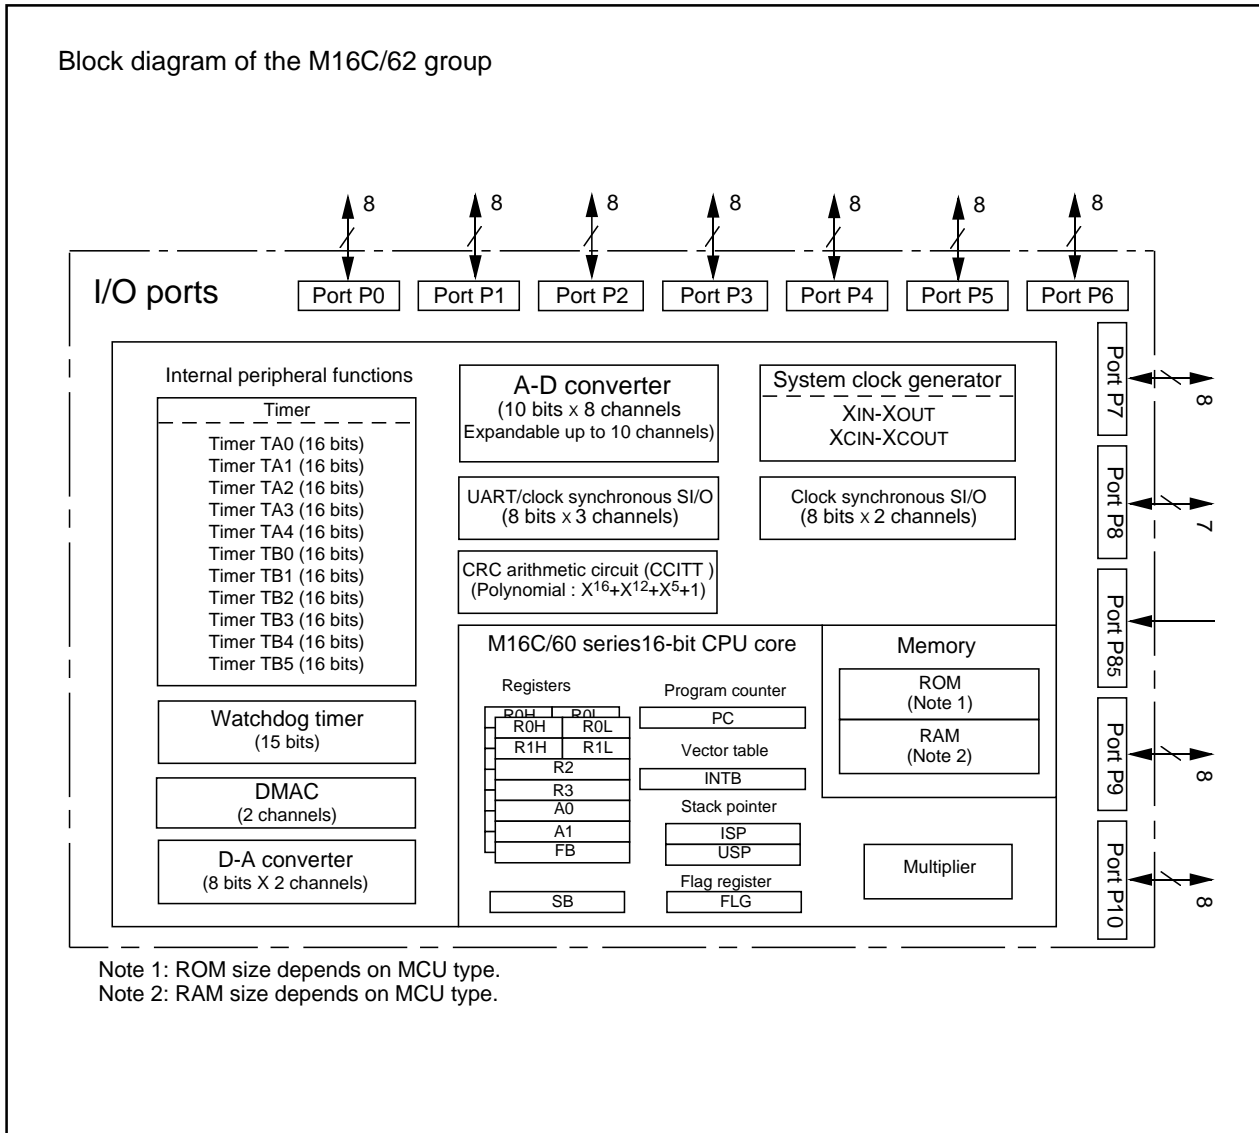 Block diagram of the M16C/62 group
8 8 8 8 8 8 8
I/O ports
Port P0 Port P1 Port P2 Port P3 Port P4 Port P5 Port P6
Port P7
8
Port P8
7
Port P85
Port P9
8
Port P10
8
Internal peripheral functions
Timer
Timer TA0 (16 bits)
Timer TA1 (16 bits)
Timer TA2 (16 bits)
Timer TA3 (16 bits)
Timer TA4 (16 bits)
Timer TB0 (16 bits)
Timer TB1 (16 bits)
Timer TB2 (16 bits)
Timer TB3 (16 bits)
Timer TB4 (16 bits)
Timer TB5 (16 bits)
Watchdog timer
(15 bits)
DMAC
(2 channels)
D-A converter
(8 bits X 2 channels)
A-D converter
(10 bits x 8 channels
Expandable up to 10 channels)
UART/clock synchronous SI/O
(8 bits x 3 channels)
CRC arithmetic circuit (CCITT )
(Polynomial : X16+X12+X5+1)
System clock generator
XIN-XOUT
XCIN-XCOUT
Clock synchronous SI/O
(8 bits x 2 channels)
M16C/60 series16-bit CPU core
Registers
R0H R0L
R0H R0L
R1H R1L
R2
R3
A0
A1
FB
SB
Program counter
PC
Vector table
INTB
Stack pointer
ISP
USP
Flag register
FLG
Memory
ROM
(Note 1)
RAM
(Note 2)
Multiplier
Note 1: ROM size depends on MCU type.
Note 2: RAM size depends on MCU type.